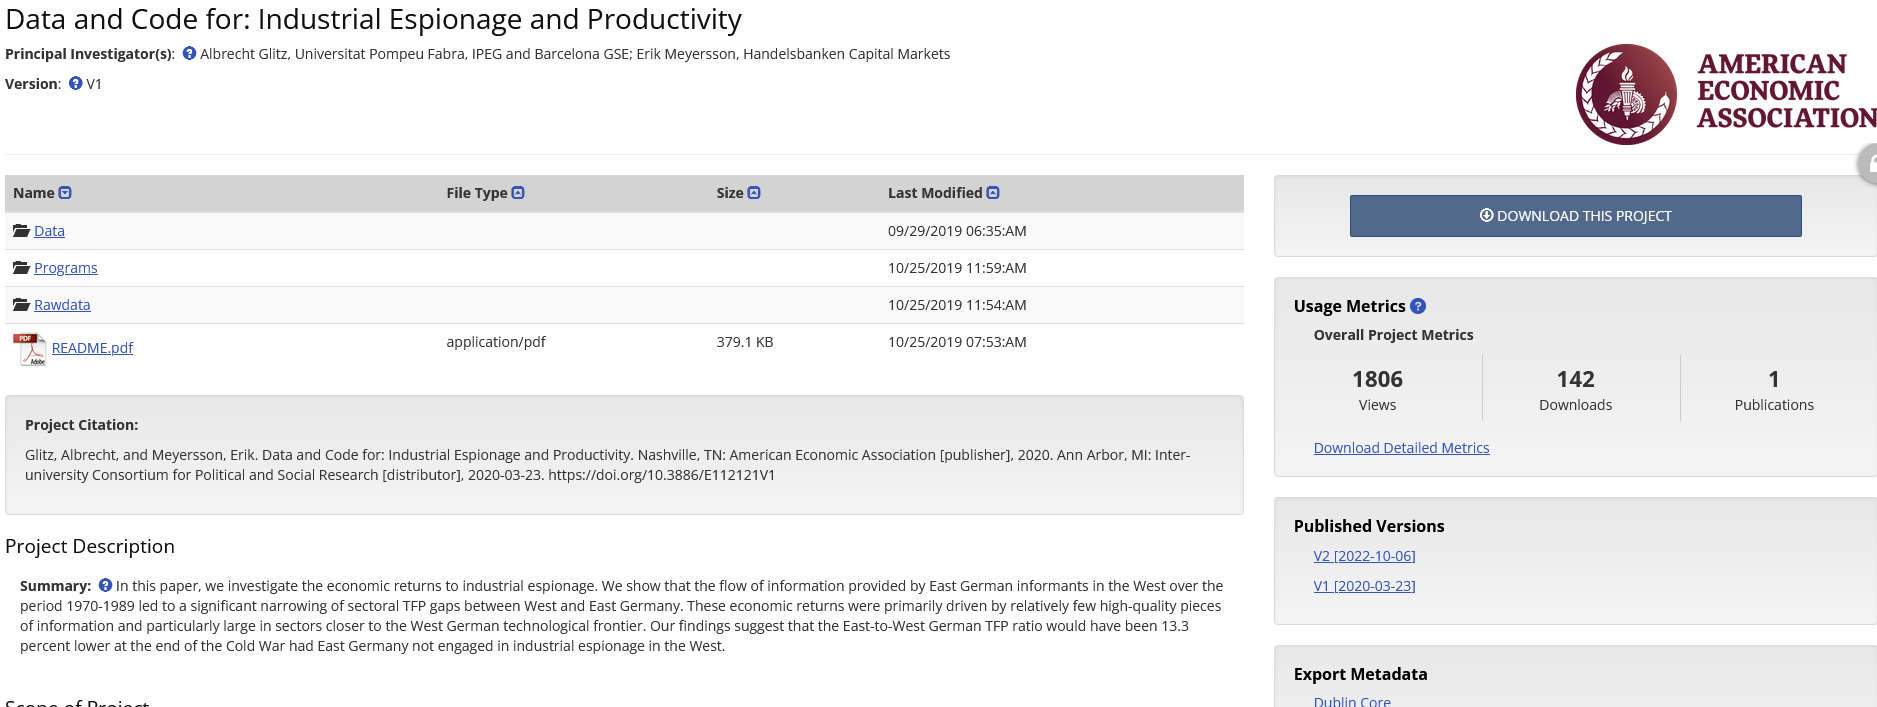 Data and Code for: Industrial Espionage and Productivity
Principal Investigator(s): Albrecht Glitz, Universitat Pompeu Fabra, IPEG and Barcelona GSE; Erik Meyersson, Handelsbanken Capital Markets
Version: V1
AMERICAN
ECONOMIC
ASSOCIATION
Name File Type Size Last Modified
Data 09/29/2019 06:35:AM
Programs 10/25/2019 11:59:AM
Rawdata 10/25/2019 11:54:AM
PDF Adobe README.pdf application/pdf 379.1 KB 10/25/2019 07:53:AM
Project Citation:
Glitz, Albrecht, and Meyersson, Erik. Data and Code for: Industrial Espionage and Productivity. Nashville, TN: American Economic Association [publisher], 2020. Ann Arbor, MI: Inter-
university Consortium for Political and Social Research [distributor], 2020-03-23. https://doi.org/10.3886/E112121V1
Project Description
Summary: In this paper, we investigate the economic returns to industrial espionage. We show that the flow of information provided by East German informants in the West over the
period 1970-1989 led to a significant narrowing of sectoral TFP gaps between West and East Germany. These economic returns were primarily driven by relatively few high-quality pieces
of information and particularly large in sectors closer to the West German technological frontier. Our findings suggest that the East-to-West German TFP ratio would have been 13.3
percent lower at the end of the Cold War had East Germany not engaged in industrial espionage in the West.
Scope of Project
DOWNLOAD THIS PROJECT
Usage Metrics
Overall Project Metrics
1806 142 1
Views Downloads Publications
Download Detailed Metrics
Published Versions
V2 [2022-10-06]
V1 [2020-03-23]
Export Metadata
Dublin Core